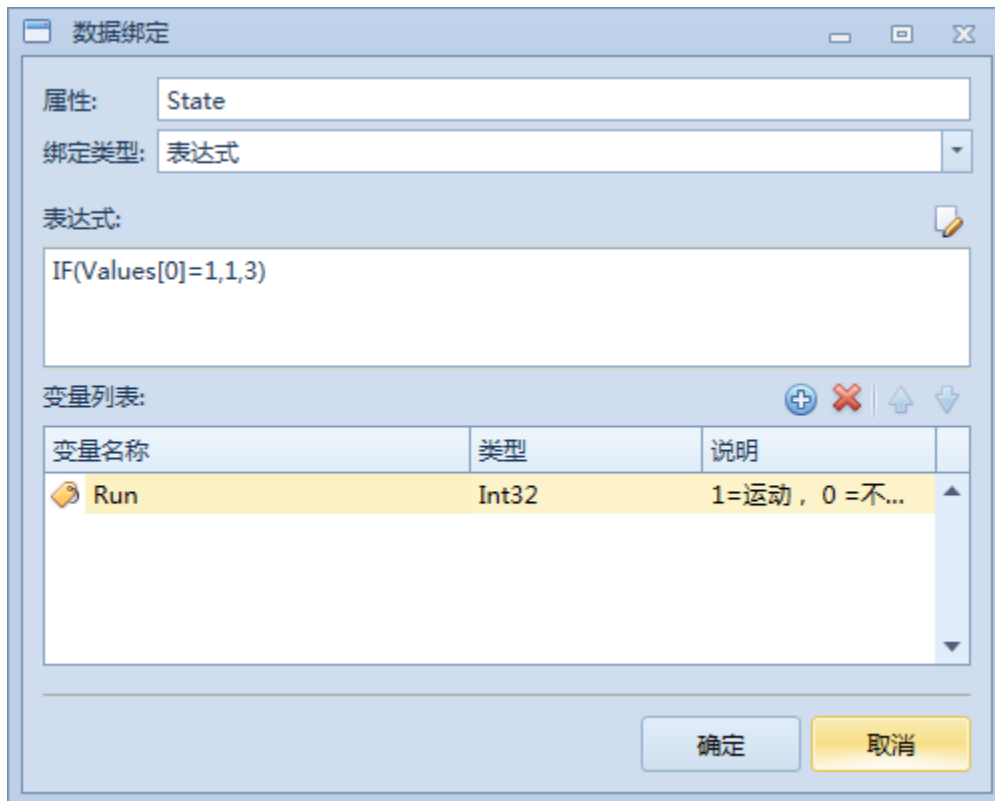 数据绑定
属性: State
绑定类型: 表达式
表达式:
IF(Values[0]=1,1,3)
变量列表:
变量名称 类型 说明
Run Int32 1=运动，0 =不...
确定 取消